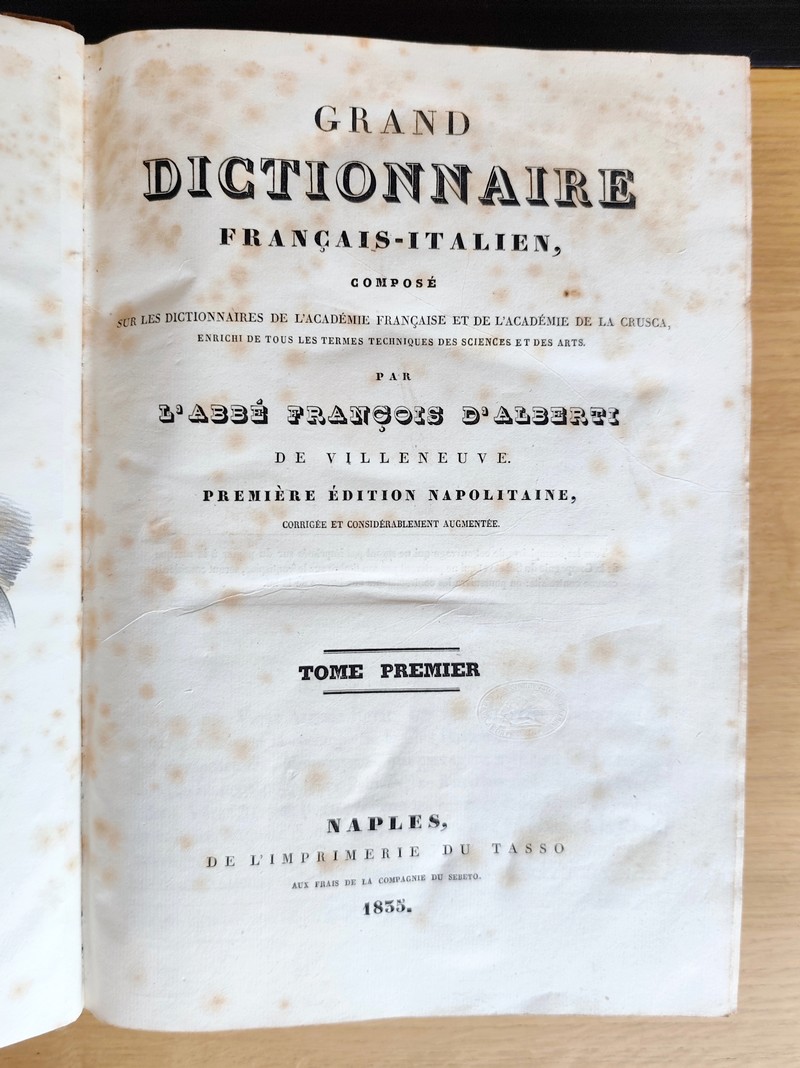 GRAND
DICTIONNAIRE
FRANÇAIS-ITALIEN,
COMPOSÉ
SUR LES DICTIONNAIRES DE L'ACADÉMIE FRANÇAISE ET DE L'ACADÉMIE DE LA CRUSCA,
ENRICHI DE TOUS LES TERMES TECHNIQUES DES SCIENCES ET DES ARTS.
PAR
L'ABBÉ FRANÇOIS D'ALBERTI
DE VILLENEUVE.
PREMIÈRE ÉDITION NAPOLITAINE,
CORRIGÉE ET CONSIDÉRABLEMENT AUGMENTÉE.
TOME PREMIER
NAPLES,
DE L'IMPRIMERIE DU TASSO
AUX FRAIS DE LA COMPAGNIE DU SEBETO.
1835.